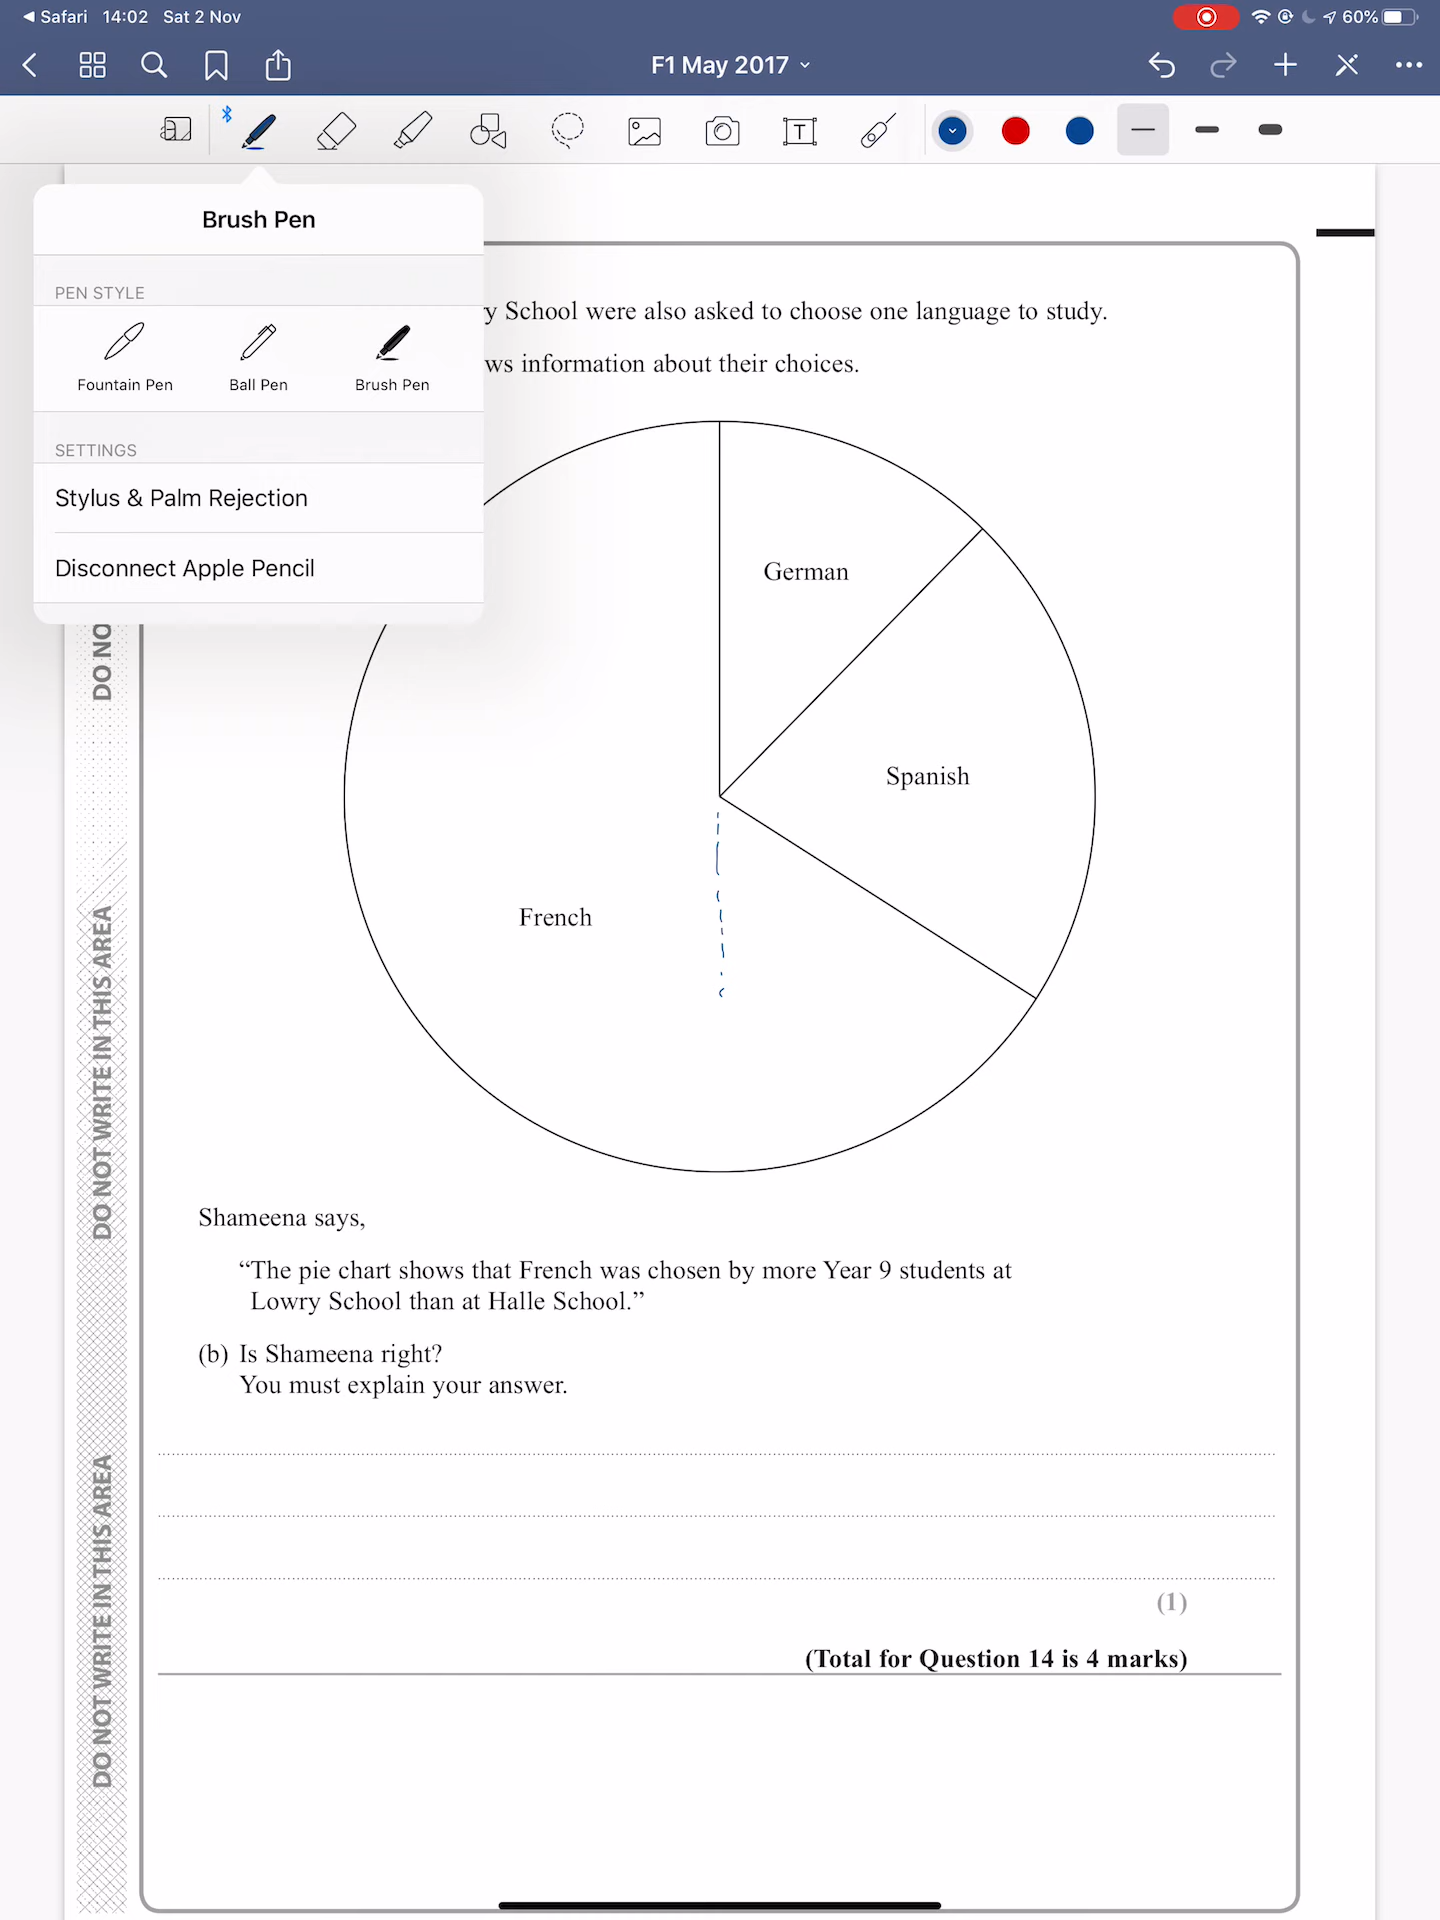 Safari 14:02 Sat 2 Nov
60%
F1 May 2017
Brush Pen
PEN STYLE
Fountain Pen Ball Pen Brush Pen
SETTINGS
Stylus & Palm Rejection
Disconnect Apple Pencil
y School were also asked to choose one language to study.
ws information about their choices.
German
Spanish
French
DO NO
DO NOT WRITE IN THIS AREA
DO NOT WRITE IN THIS AREA
Shameena says,
“The pie chart shows that French was chosen by more Year 9 students at
Lowry School than at Halle School.”
(b) Is Shameena right?
You must explain your answer.
(1)
(Total for Question 14 is 4 marks)